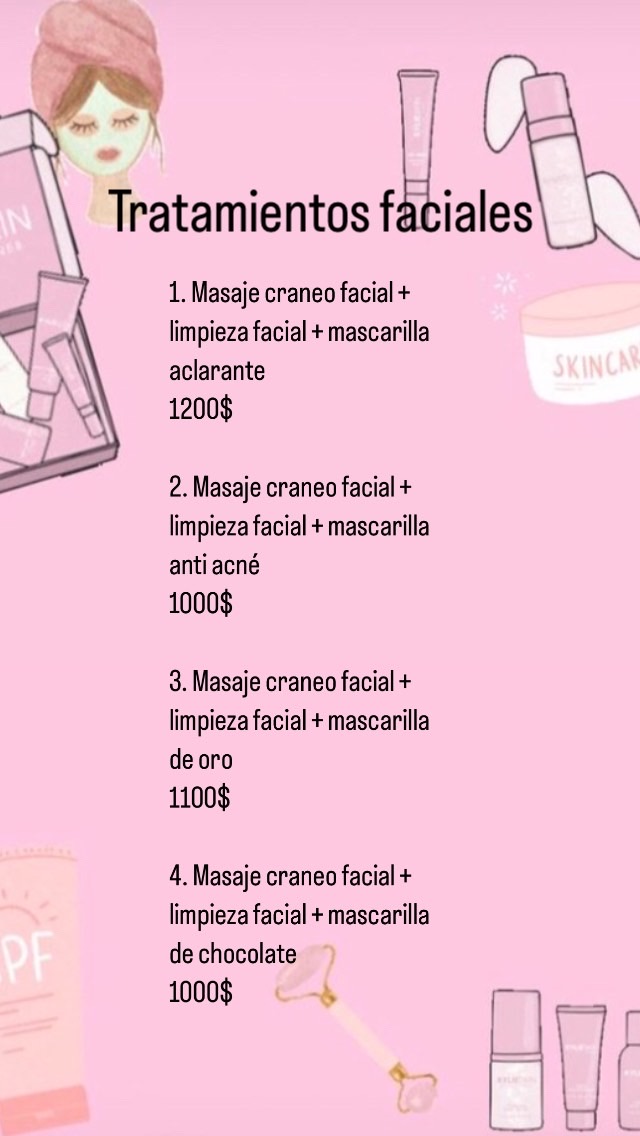 Tratamientos faciales
1. Masaje craneo facial +
limpieza facial + mascarilla
aclarante
1200$
2. Masaje craneo facial +
limpieza facial + mascarilla
anti acné
1000$
3. Masaje craneo facial +
limpieza facial + mascarilla
de oro
1100$
4. Masaje craneo facial +
limpieza facial + mascarilla
de chocolate
1000$
SKINCAR
PF